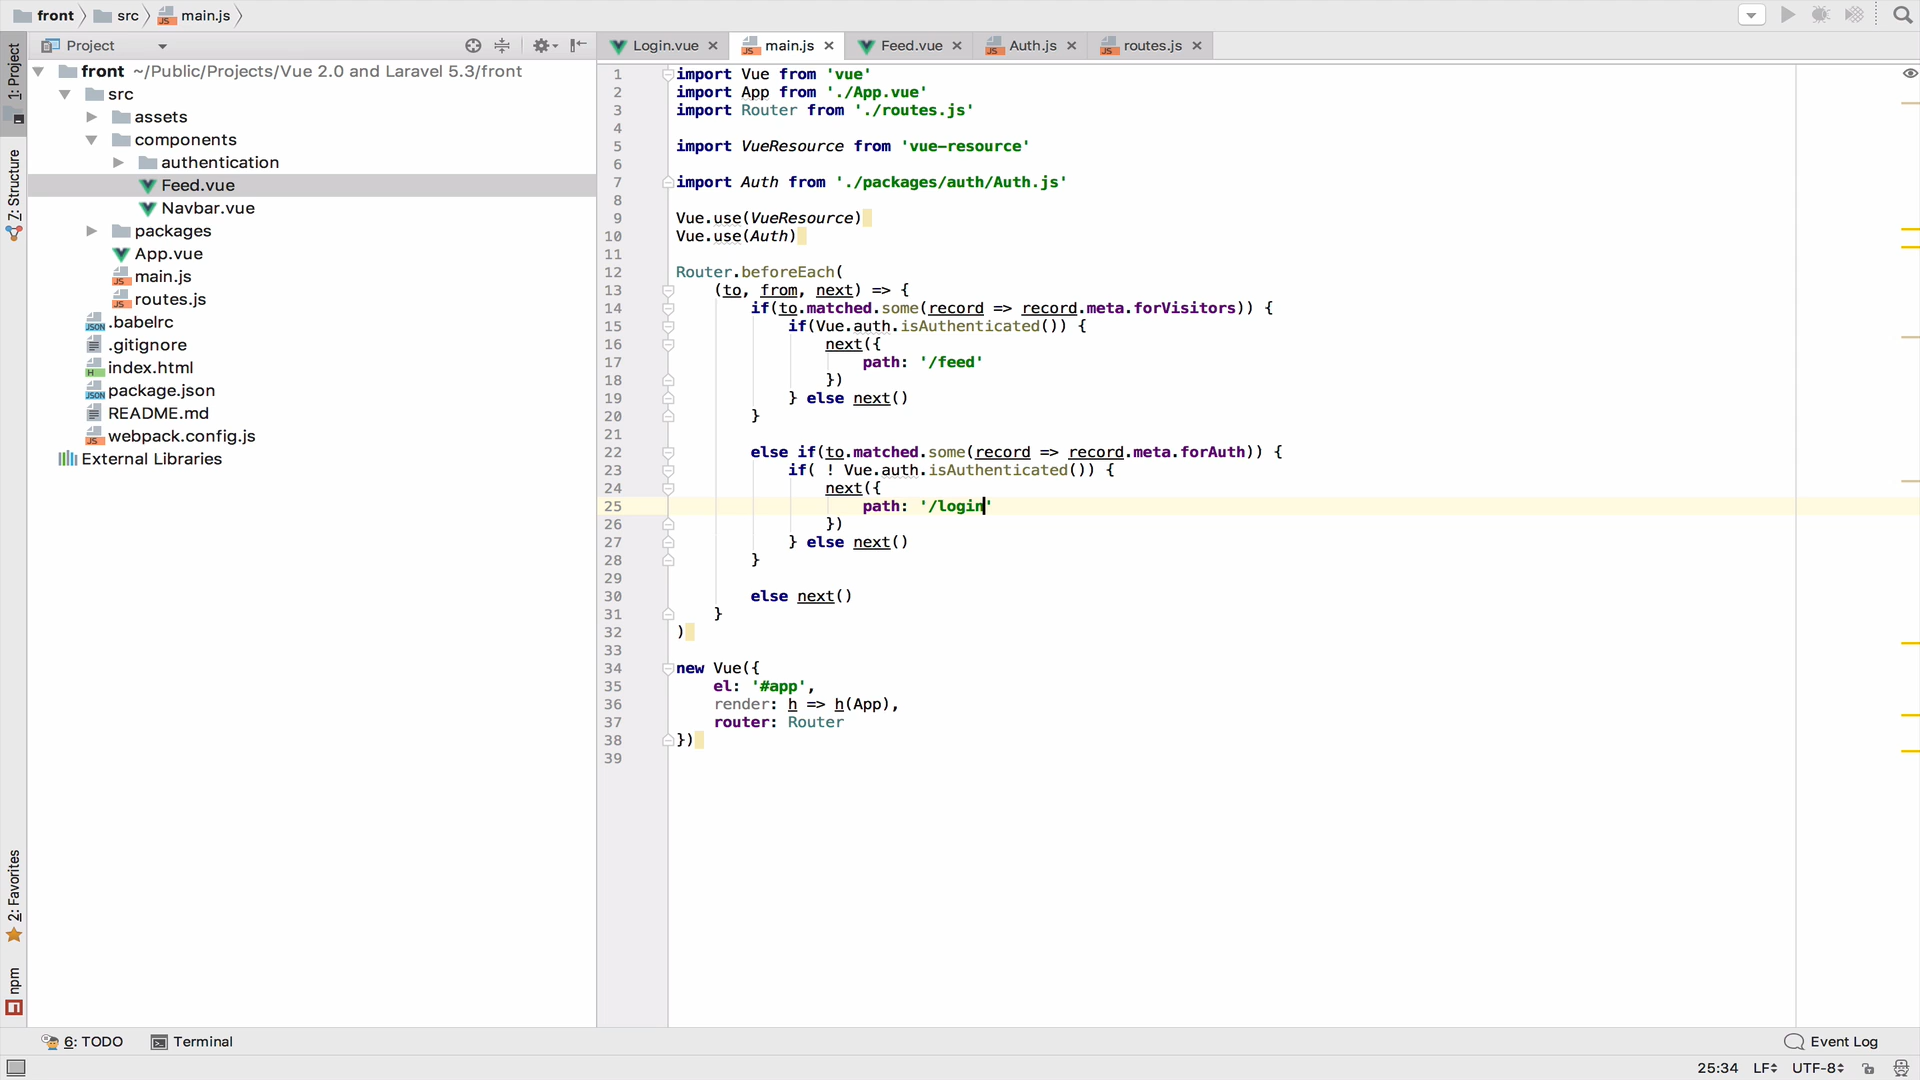 front src main.js
1: Project
Project
Login.vue main.js Feed.vue Auth.js routes.js
front ~/Public/Projects/Vue 2.0 and Laravel 5.3/front
src
assets
components
authentication
Feed.vue
Navbar.vue
packages
App.vue
main.js
routes.js
.babelrc
.gitignore
index.html
package.json
README.md
webpack.config.js
External Libraries
7: Structure
2: Favorites
npm
1 import Vue from 'vue'
2 import App from './App.vue'
3 import Router from './routes.js'
4
5 import VueResource from 'vue-resource'
6
7 import Auth from './packages/auth/Auth.js'
8
9 Vue.use(VueResource)
10 Vue.use(Auth)
11
12 Router.beforeEach(
13 (to, from, next) => {
14 if(to.matched.some(record => record.meta.forVisitors)) {
15 if(Vue.auth.isAuthenticated()) {
16 next({
17 path: '/feed'
18 })
19 } else next()
20 }
21
22 else if(to.matched.some(record => record.meta.forAuth)) {
23 if( ! Vue.auth.isAuthenticated()) {
24 next({
25 path: '/login'
26 })
27 } else next()
28 }
29
30 else next()
31 }
32 )
33
34 new Vue({
35 el: '#app',
36 render: h => h(App),
37 router: Router
38 })
39
6: TODO Terminal Event Log
25:34 LF UTF-8